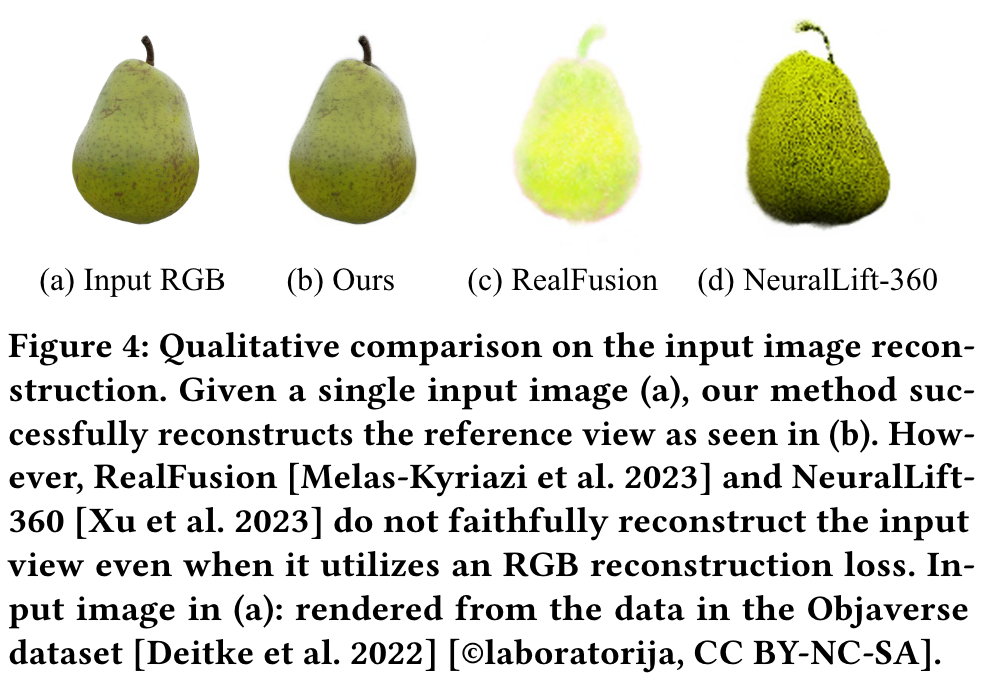 (a) Input RGB (b) Ours (c) RealFusion (d) NeuralLift-360
Figure 4: Qualitative comparison on the input image recon-
struction. Given a single input image (a), our method suc-
cessfully reconstructs the reference view as seen in (b). How-
ever, RealFusion [Melas-Kyriazi et al. 2023] and NeuralLift-
360 [Xu et al. 2023] do not faithfully reconstruct the input
view even when it utilizes an RGB reconstruction loss. In-
put image in (a): rendered from the data in the Objaverse
dataset [Deitke et al. 2022] [©laboratorija, CC BY-NC-SA].